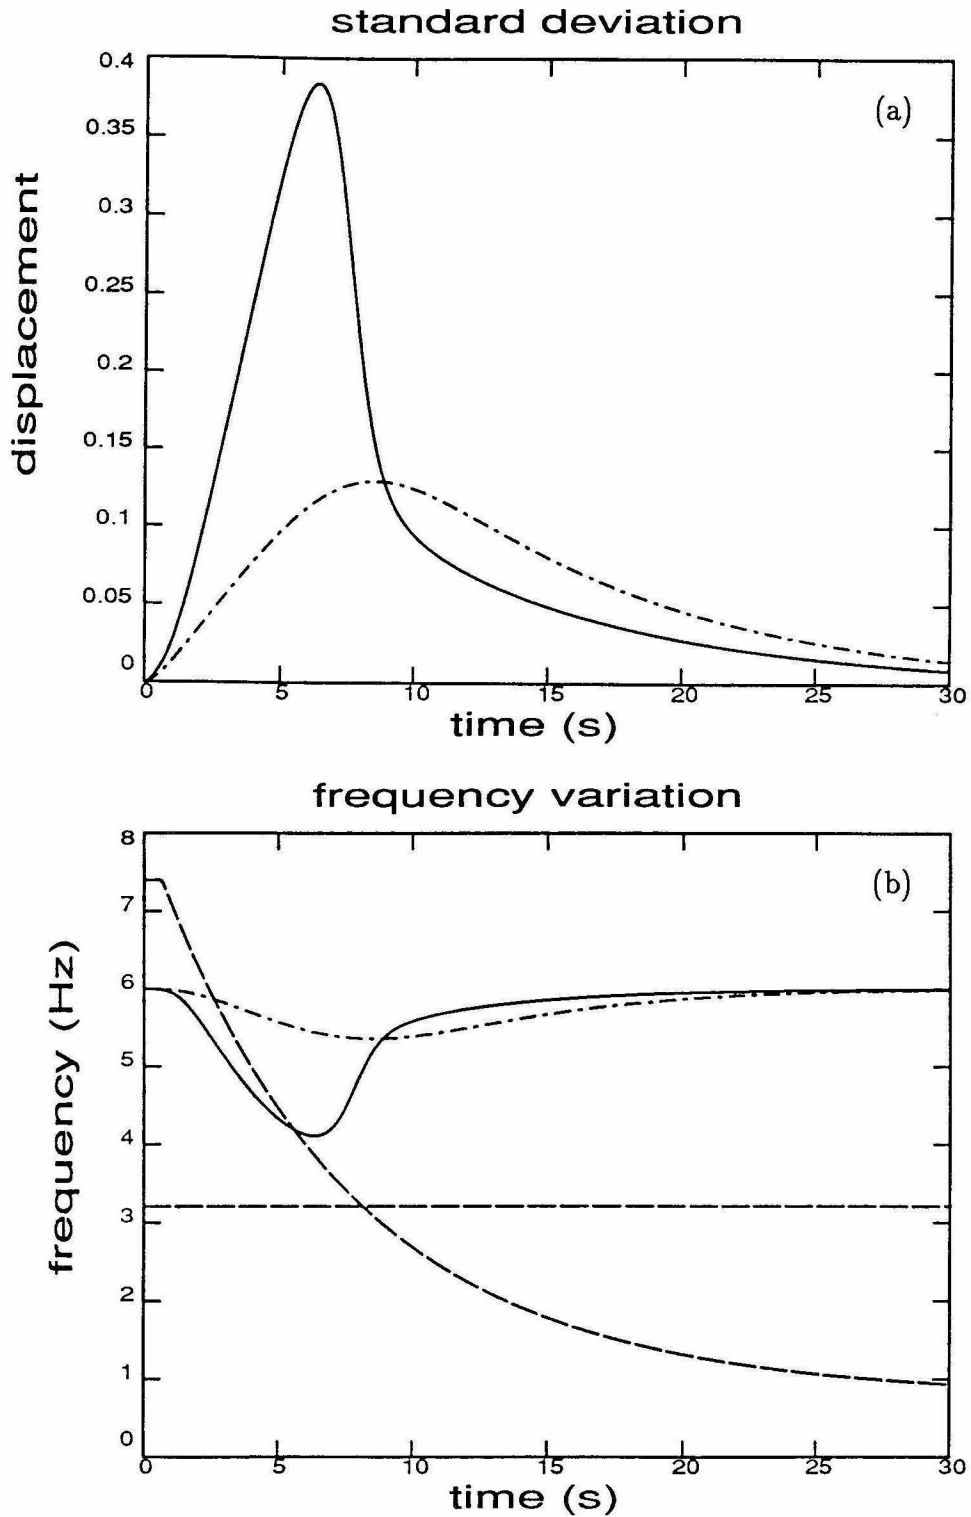 standard deviation
(a)
displacement
0.4
0.35
0.3
0.25
0.2
0.15
0.1
0.05
0
0 5 10 15 20 25 30
time (s)
frequency variation
(b)
frequency (Hz)
8
7
6
5
4
3
2
1
0
0 5 10 15 20 25 30
time (s)